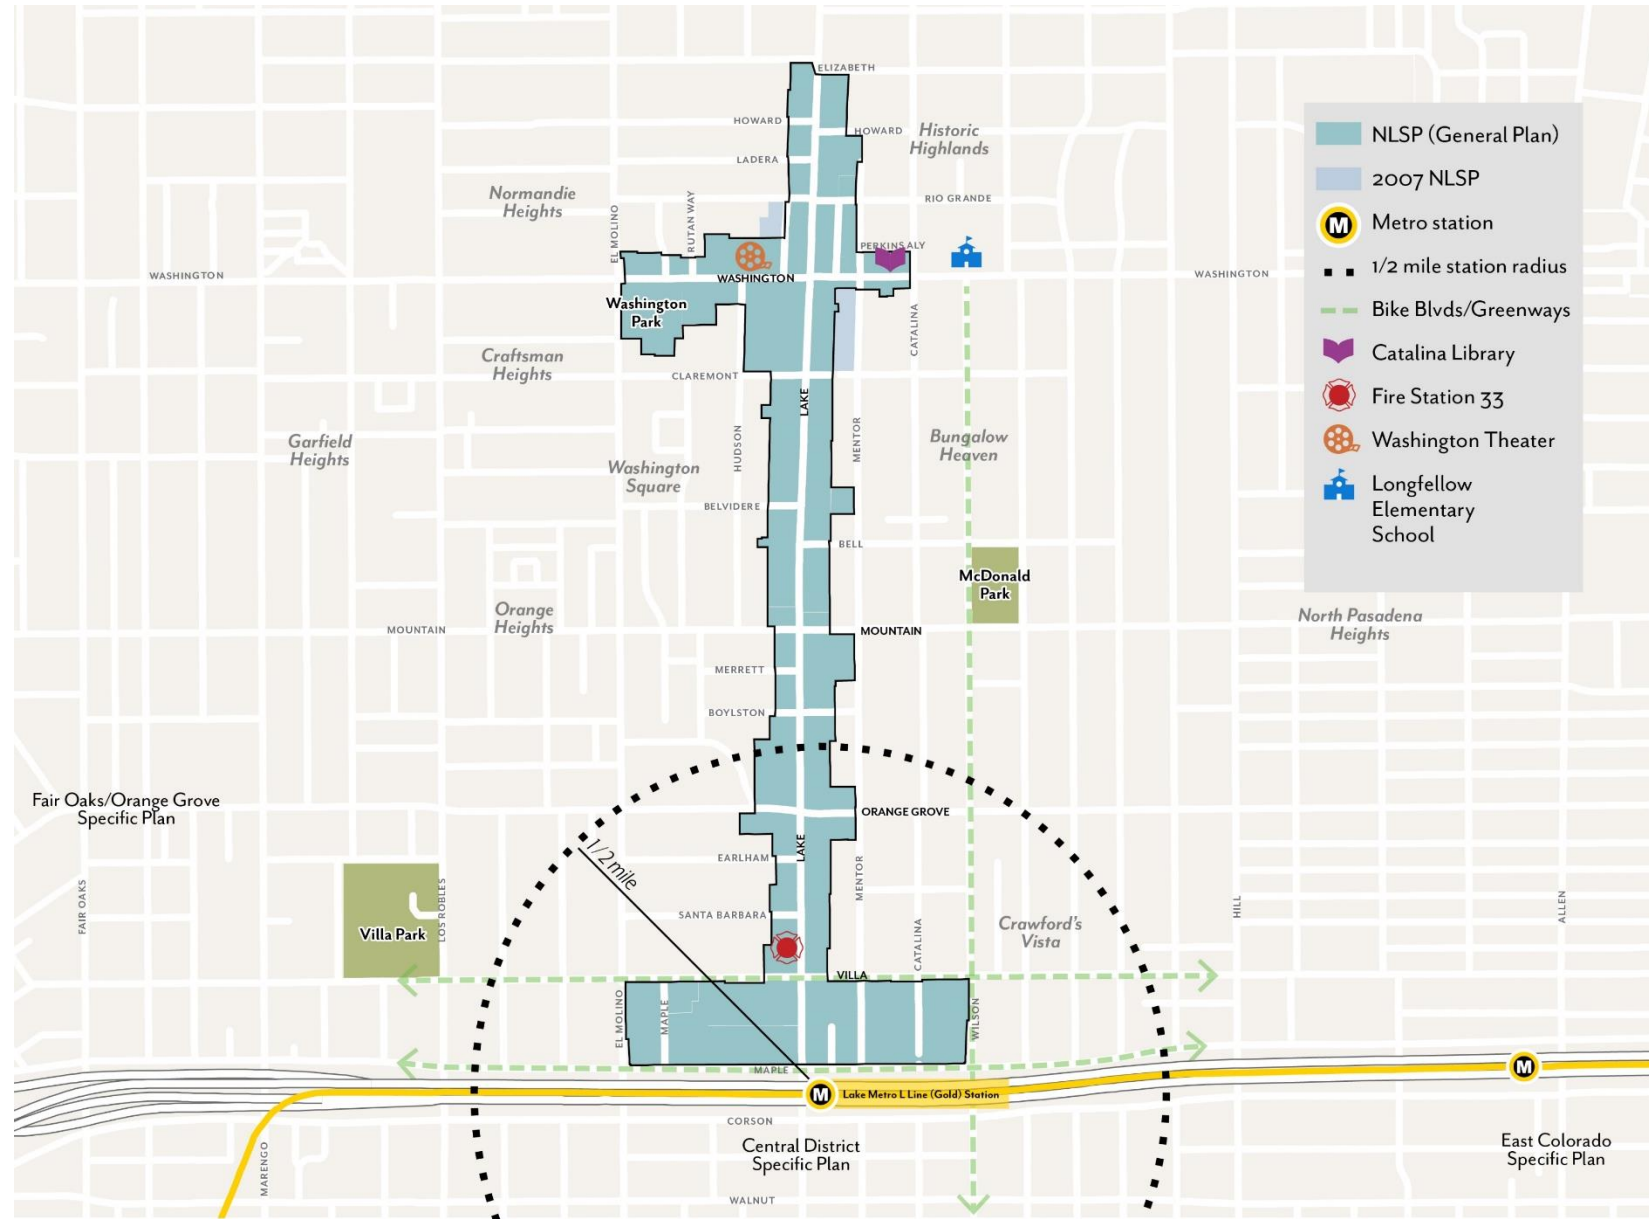 ELIZABETH
HOWARD
HOWARD
Historic
Highlands
LADERA
Normandie
Heights
RIO GRANDE
EL MOLINO
RUTAN WAY
PERKINS ALY
WASHINGTON
WASHINGTON
WASHINGTON
Washington
Park
CATALINA
Craftsman
Heights
CLAREMONT
LAKE
HUDSON
MENTOR
Bungalow
Heaven
Garfield
Heights
Washington
Square
BELVIDERE
BELL
McDonald
Park
Orange
Heights
North Pasadena
Heights
MOUNTAIN
MOUNTAIN
MERRETT
BOYLSTON
Fair Oaks/Orange Grove
Specific Plan
ORANGE GROVE
1/2 mile
LAKE
EARLHAM
MENTOR
FAIR OAKS
LOS ROBLES
Villa Park
SANTA BARBARA
CATALINA
Crawford's
Vista
HILL
ALLEN
VILLA
EL MOLINO
MAPLE
WILSON
MAPLE
M
Lake Metro L Line (Gold) Station
M
CORSON
MARENGO
Central District
Specific Plan
East Colorado
Specific Plan
WALNUT
NLSP (General Plan)
2007 NLSP
M
Metro station
1/2 mile station radius
Bike Blvds/Greenways
Catalina Library
Fire Station 33
Washington Theater
Longfellow
Elementary
School